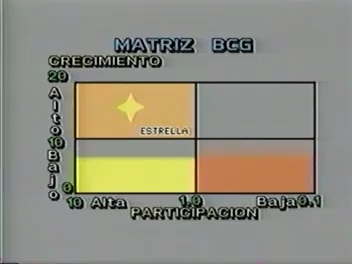 MATRIZ BCG
CRECIMIENTO
20
Alto
ESTRELLA
10
Bajo
0
10 Alta 1.0 Baja 0.1
PARTICIPACION